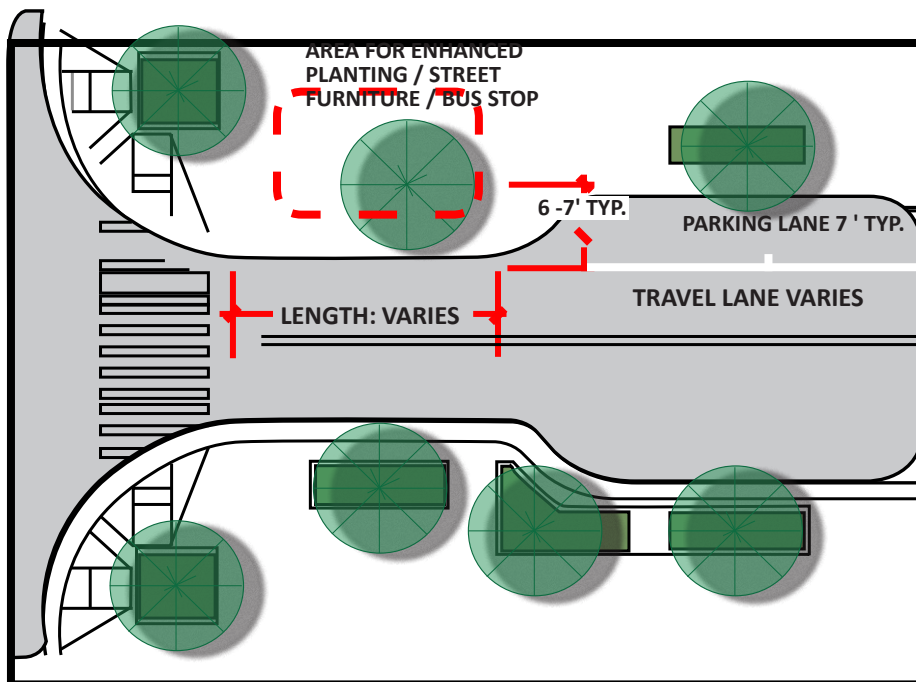 AREA FOR ENHANCED
PLANTING / STREET
FURNITURE / BUS STOP
6 -7' TYP.
PARKING LANE 7 ' TYP.
TRAVEL LANE VARIES
LENGTH: VARIES